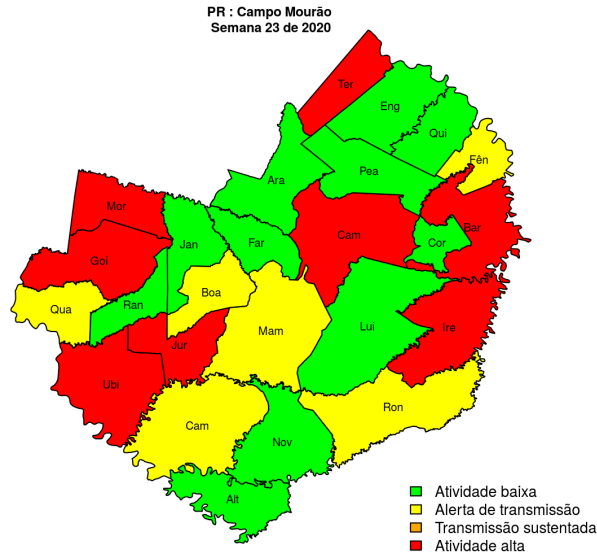 PR : Campo Mourão
Semana 23 de 2020
Ter
Eng
Qui
Fên
Pea
Ara
Mor
Cam
Bar
Jan
Far
Cor
Goi
Boa
Qua
Ran
Mam
Lui
Ire
Jur
Ubi
Ron
Cam
Nov
Alt
Atividade baixa
Alerta de transmissão
Transmissão sustentada
Atividade alta